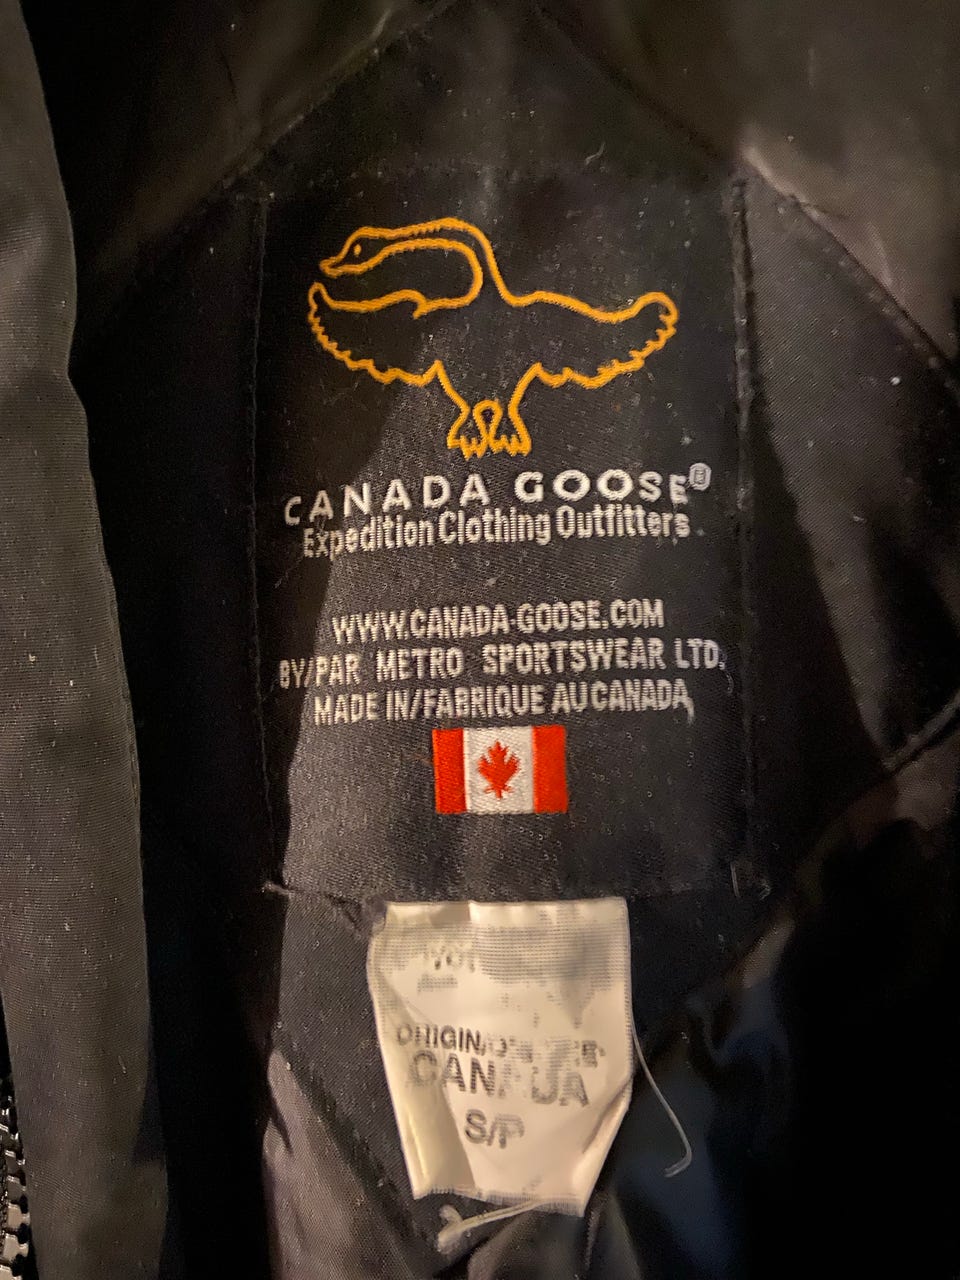 CANADA GOOSE®
Expedition Clothing Outfitters
WWW.CANADA-GOOSE.COM
BY/PAR METRO SPORTSWEAR LTD.
MADE IN/FABRIQUE AU CANADA
CANADA
S/P